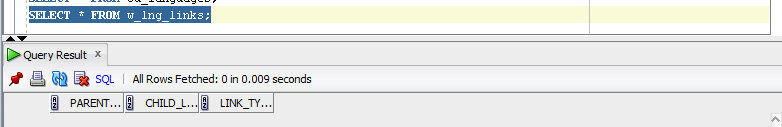 SELECT * FROM w_lng_links;
Query Result x
SQL | All Rows Fetched: 0 in 0.009 seconds
PARENT... CHILD_L... LINK_TY...